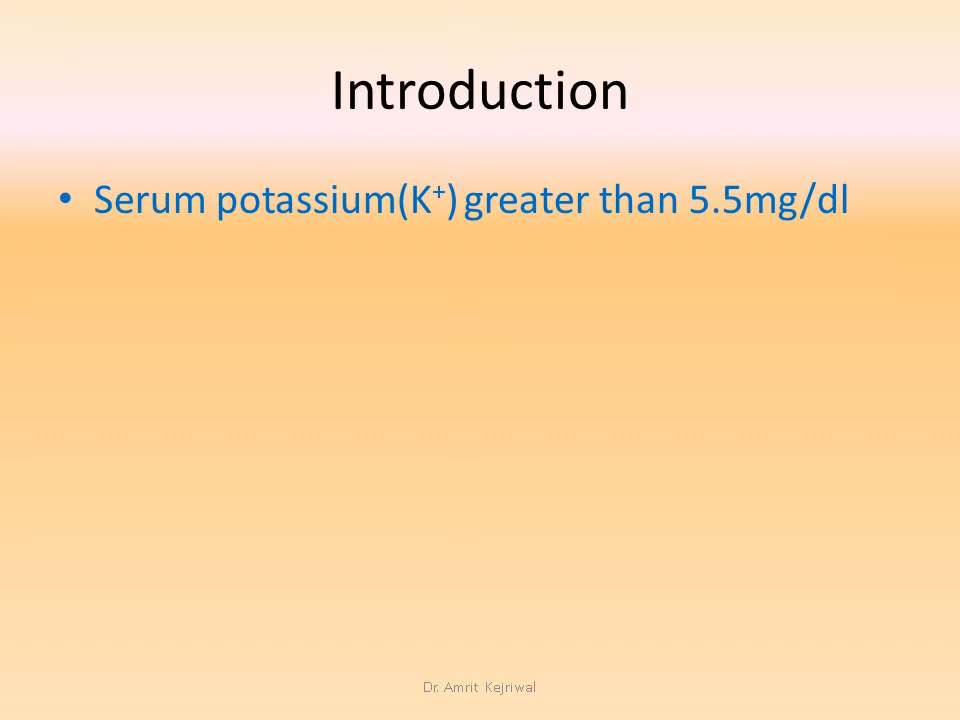 Introduction
• Serum potassium(K⁺) greater than 5.5mg/dl
Dr. Amrit Kejriwal